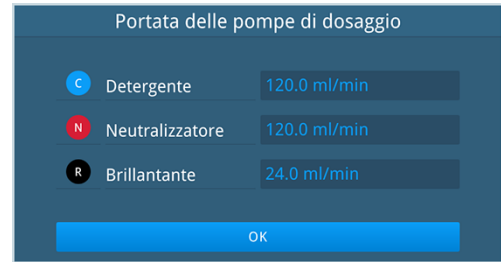 Portata delle pompe di dosaggio
C Detergente 120.0 ml/min
N Neutralizzatore 120.0 ml/min
R Brillantante 24.0 ml/min
OK